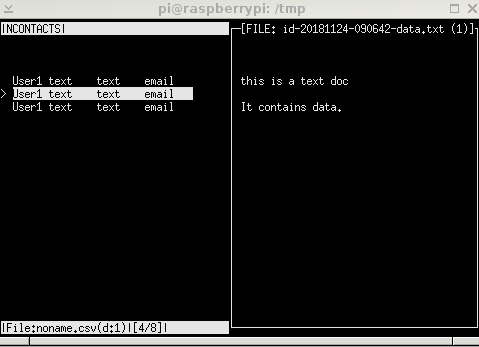 pi@raspberrypi: /tmp
|NCONTACTS|
[FILE: id-20181124-090642-data.txt (1)]
User1 text text email
> User1 text text email
User1 text text email
this is a text doc
It contains data.
|File:noname.csv(d:1)|[4/8]|